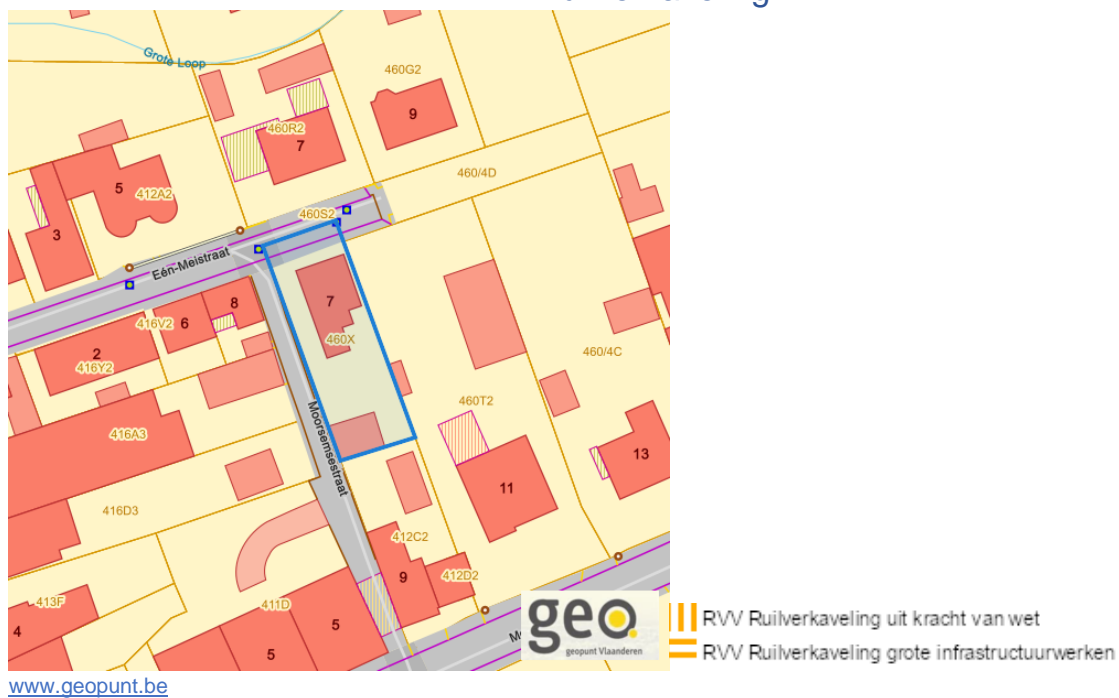 Grote Loop
460G2
9
460R2
7
460/4D
5
412A2
460S2
3
Eén-Meistraat
8
7
416V2
6
460X
2
416Y2
460/4C
460T2
416A3
Moorsemsestraat
13
11
416D3
412C2
9
412D2
413F
411D
4
5
5
geo
geopunt Vlaanderen
RVV Ruilverkaveling uit kracht van wet
RVV Ruilverkaveling grote infrastructuurwerken
www.geopunt.be